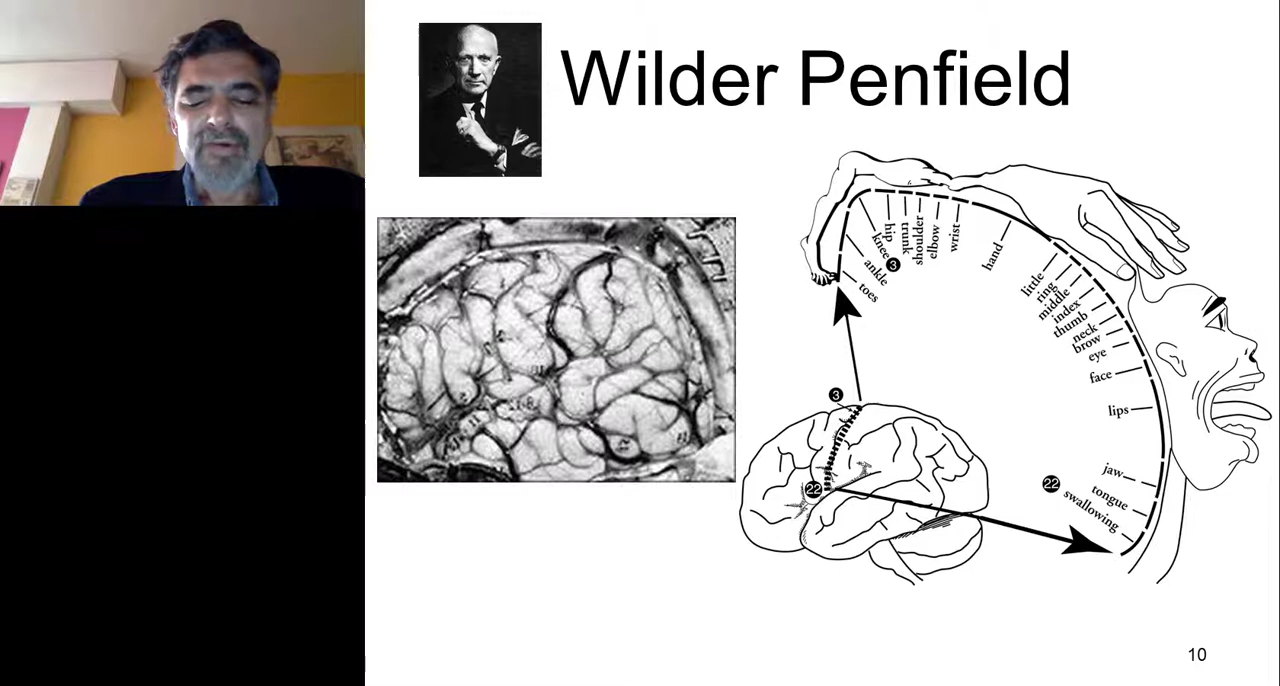 Wilder Penfield
toes
ankle
knee
3
hip
trunk
shoulder
elbow
wrist
hand
little
ring
middle
index
thumb
neck
brow
eye
face
lips
jaw
tongue
swallowing
22
3
22
10